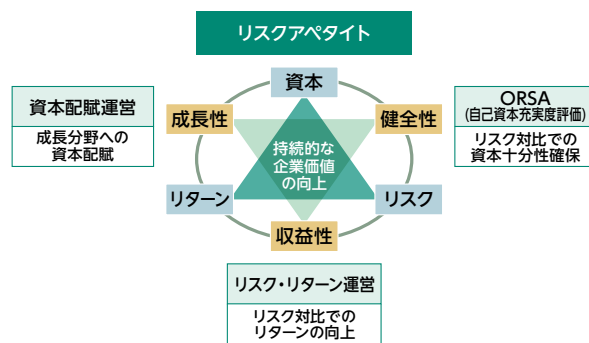 リスクアペタイト
資本
資本配賦運営
成長分野への
資本配賦
成長性
健全性
ORSA
(自己資本充実度評価)
リスク対比での
資本十分性確保
持続的な
企業価値
の向上
リターン
リスク
収益性
リスク・リターン運営
リスク対比での
リターンの向上